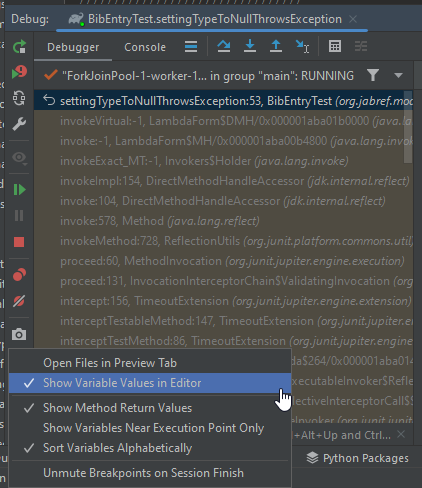 Debug: BibEntryTest.settingTypeToNullThrowsException
Debugger Console
"ForkJoinPool-1-worker-1... in group "main": RUNNING
settingTypeToNullThrowsException:53, BibEntryTest (org.jabref.mod
invokeVirtual:-1, LambdaForm$DMH/0x000001aba01b0000 (java.la
invoke:-1, LambdaForm$MH/0x000001aba00b4800 (java.lang.invoke)
invokeExact_MT:-1, Invokers$Holder (java.lang.invoke)
invokeImpl:154, DirectMethodHandleAccessor (jdk.internal.reflect)
invoke:104, DirectMethodHandleAccessor (jdk.internal.reflect)
invoke:578, Method (java.lang.reflect)
invokeMethod:728, ReflectionUtils (org.junit.platform.commons.util)
proceed:60, MethodInvocation (org.junit.jupiter.engine.execution)
proceed:131, InvocationInterceptorChain$ValidatingInvocation (org
intercept:156, TimeoutExtension (org.junit.jupiter.engine.extension)
interceptTestableMethod:147, TimeoutExtension (org.junit.jupiter
interceptTestMethod:86, TimeoutExtension (org.junit.jupiter.engin
da$264/0x000001aba014
Open Files in Preview Tab
ecutableInvoker$Refle
Show Variable Values in Editor
lectiveInterceptorCall$
Show Method Return Values
Show Variables Near Execution Point Only
+Alt+Up and Ctrl...
Sort Variables Alphabetically
Python Packages
Unmute Breakpoints on Session Finish